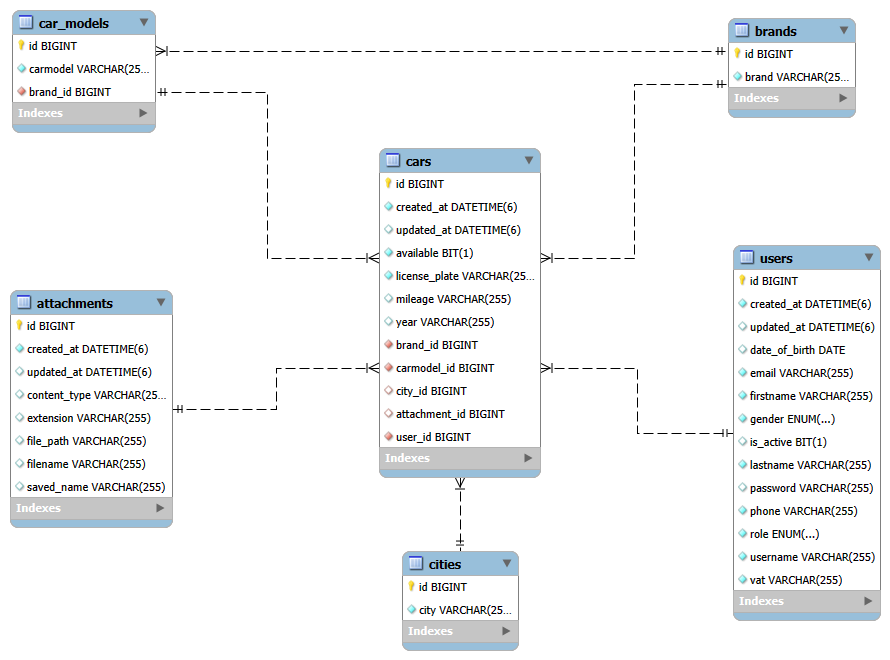 car_models
id BIGINT
carmodel VARCHAR(25...
brand_id BIGINT
Indexes
brands
id BIGINT
brand VARCHAR(25...
Indexes
cars
id BIGINT
created_at DATETIME(6)
updated_at DATETIME(6)
available BIT(1)
license_plate VARCHAR(25...
mileage VARCHAR(255)
year VARCHAR(255)
brand_id BIGINT
carmodel_id BIGINT
city_id BIGINT
attachment_id BIGINT
user_id BIGINT
Indexes
users
id BIGINT
created_at DATETIME(6)
updated_at DATETIME(6)
date_of_birth DATE
email VARCHAR(255)
firstname VARCHAR(255)
gender ENUM(...)
is_active BIT(1)
lastname VARCHAR(255)
password VARCHAR(255)
phone VARCHAR(255)
role ENUM(...)
username VARCHAR(255)
vat VARCHAR(255)
Indexes
attachments
id BIGINT
created_at DATETIME(6)
updated_at DATETIME(6)
content_type VARCHAR(25...
extension VARCHAR(255)
file_path VARCHAR(255)
filename VARCHAR(255)
saved_name VARCHAR(255)
Indexes
cities
id BIGINT
city VARCHAR(25...
Indexes